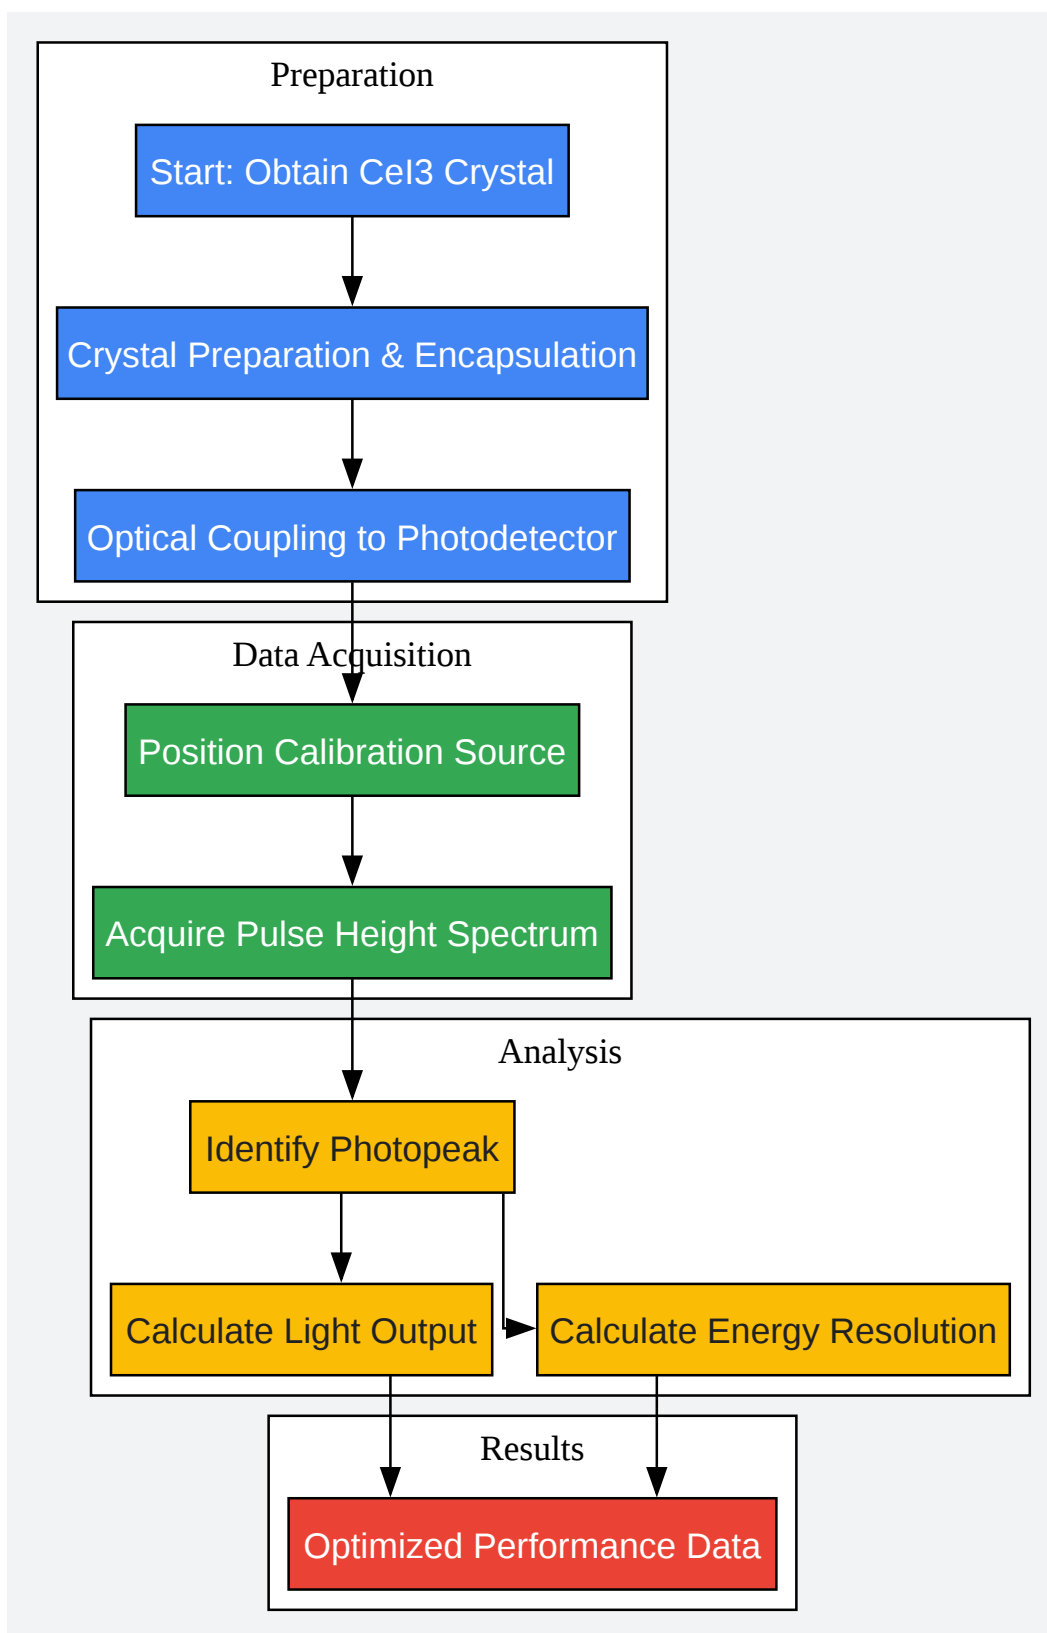 Preparation
Start: Obtain CeI3 Crystal
Crystal Preparation & Encapsulation
Optical Coupling to Photodetector
Data Acquisition
Position Calibration Source
Acquire Pulse Height Spectrum
Analysis
Identify Photopeak
Calculate Light Output
Calculate Energy Resolution
Results
Optimized Performance Data